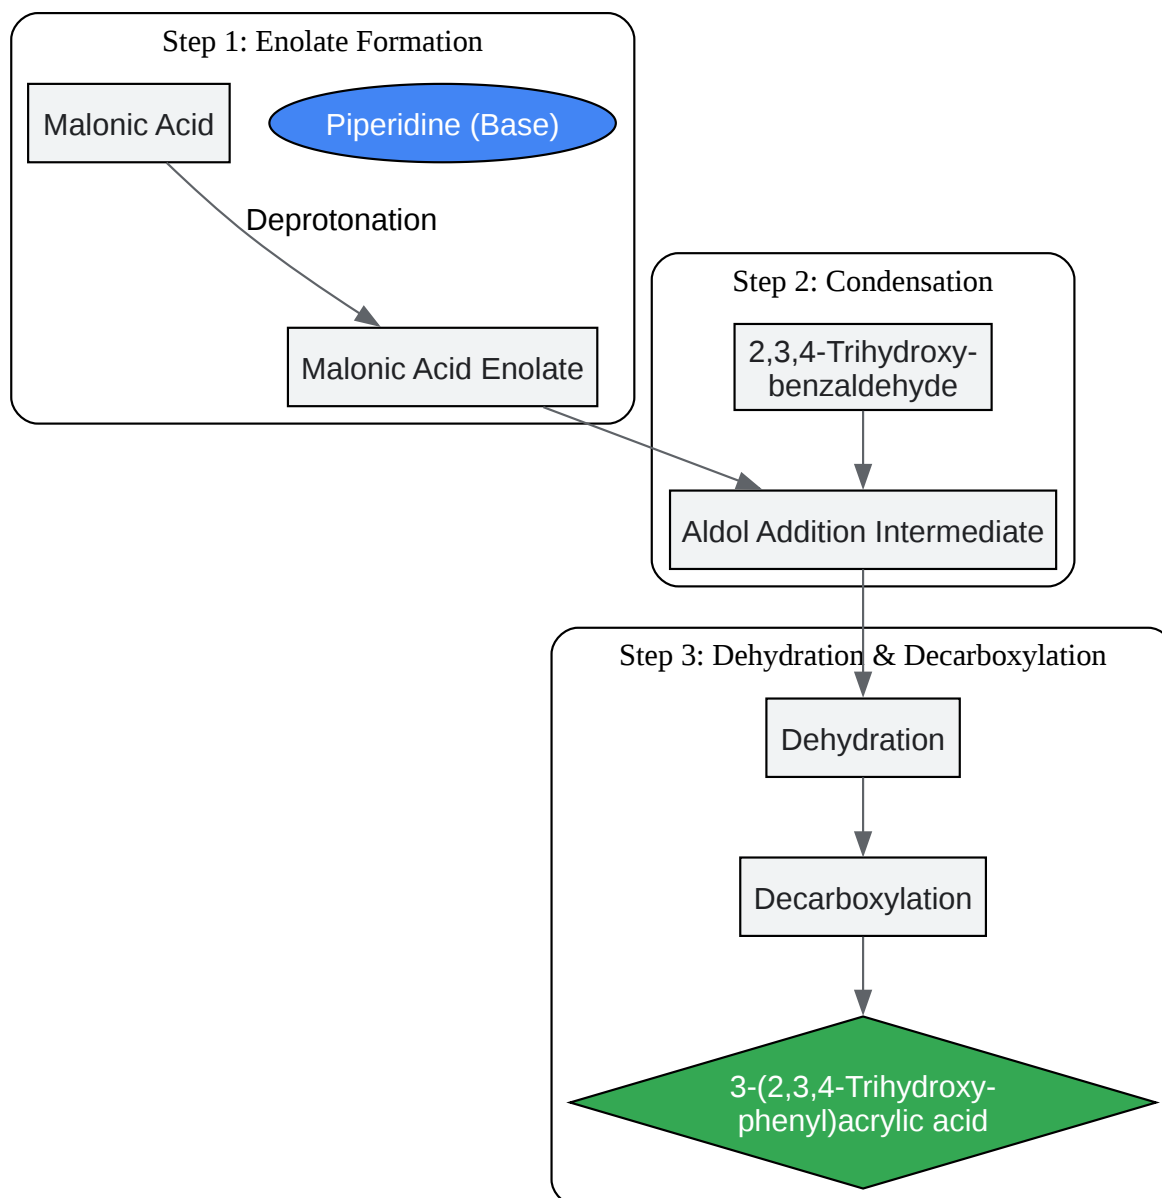 Step 1: Enolate Formation
Malonic Acid
Piperidine (Base)
Deprotonation
Malonic Acid Enolate
Step 2: Condensation
2,3,4-Trihydroxy-
benzaldehyde
Aldol Addition Intermediate
Step 3: Dehydration & Decarboxylation
Dehydration
Decarboxylation
3-(2,3,4-Trihydroxy-
phenyl)acrylic acid